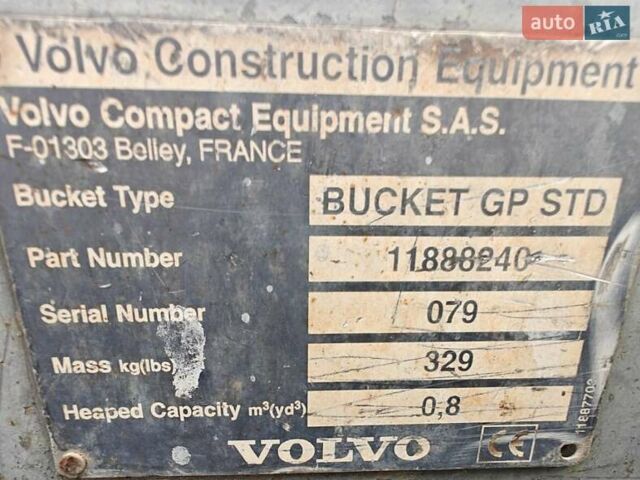 auto RIA
Volvo Construction Equipment
Volvo Compact Equipment S.A.S.
F-01303 Belley, FRANCE
Bucket Type BUCKET GP STD
Part Number 11888240
Serial Number 079
Mass kg(lbs) 329
Heaped Capacity m³(yd³) 0,8
VOLVO CE